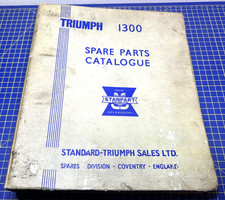 TRIUMPH 1300
SPARE PARTS
CATALOGUE
STANPART
STANDARD-TRIUMPH SALES LTD.
SPARES DIVISION - COVENTRY - ENGLAND